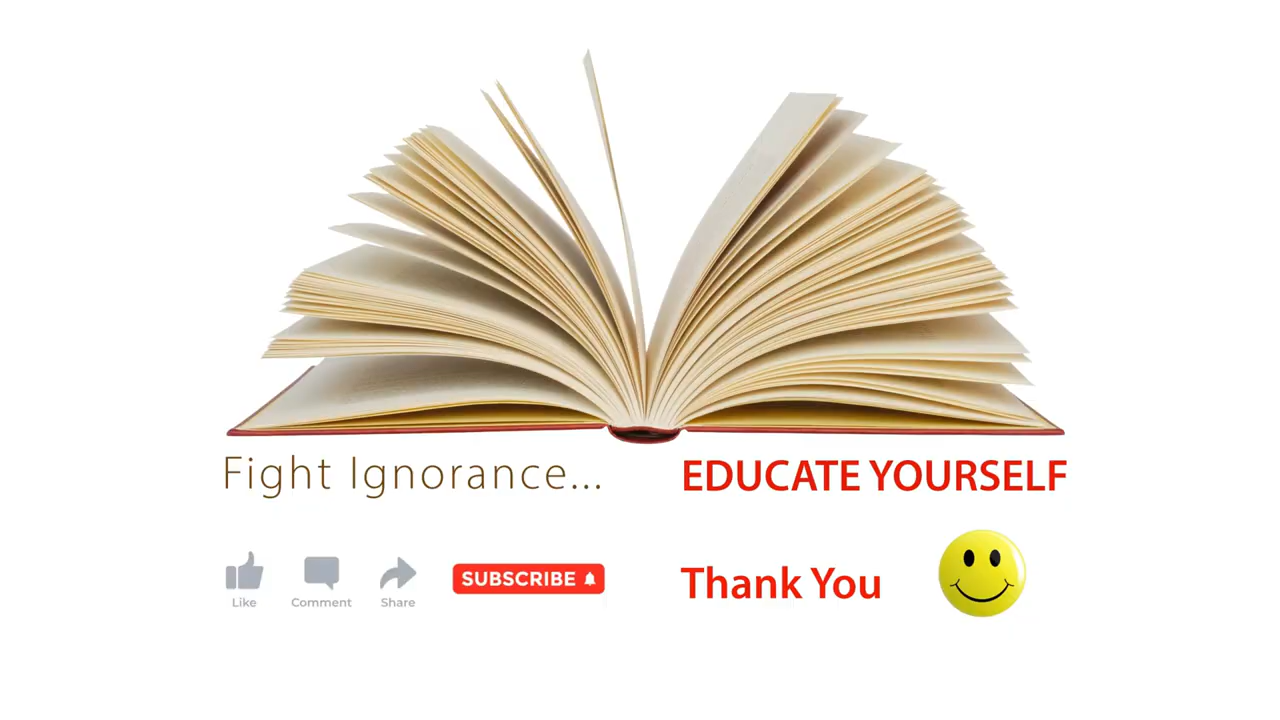 Fight Ignorance...
EDUCATE YOURSELF
Like
Comment
Share
SUBSCRIBE
Thank You